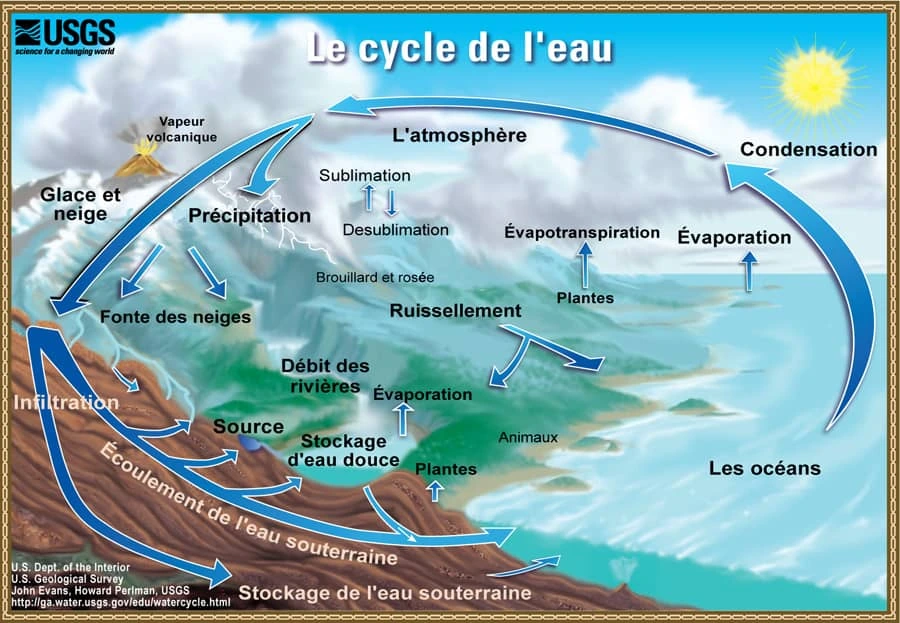 USGS
science for a changing world
Le cycle de l'eau
Vapeur
volcanique
L'atmosphère
Condensation
Glace et
neige
Sublimation
Précipitation
Desublimation
Évapotranspiration
Évaporation
Brouillard et rosée
Plantes
Fonte des neiges
Ruissellement
Débit des
rivières
Évaporation
Infiltration
Source
Stockage
d'eau douce
Animaux
Plantes
Les océans
Écoulement de l'eau souterraine
U.S. Dept. of the Interior
U.S. Geological Survey
John Evans, Howard Perlman, USGS
http://ga.water.usgs.gov/edu/watercycle.html
Stockage de l'eau souterraine